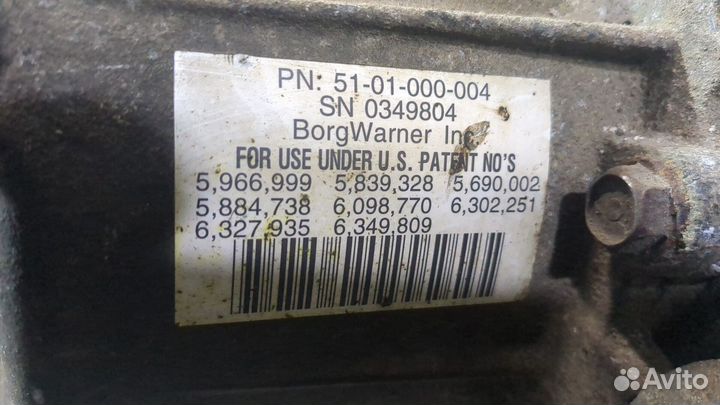 PN: 51-01-000-004
SN 0349804
BorgWarner Inc
FOR USE UNDER U.S. PATENT NO'S
5,966,999 5,839,328 5,690,002
5,884,738 6,098,770 6,302,251
6,327,935 6,349,809
Avito